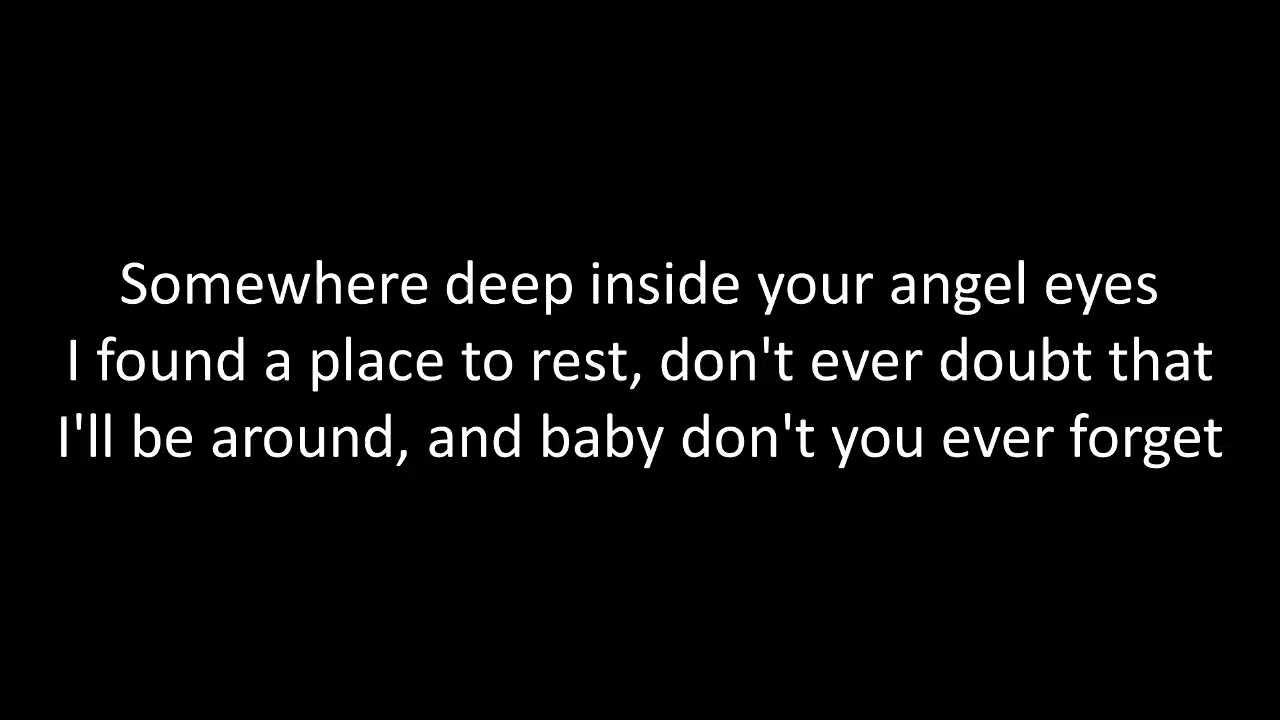 Somewhere deep inside your angel eyes
I found a place to rest, don't ever doubt that
I'll be around, and baby don't you ever forget